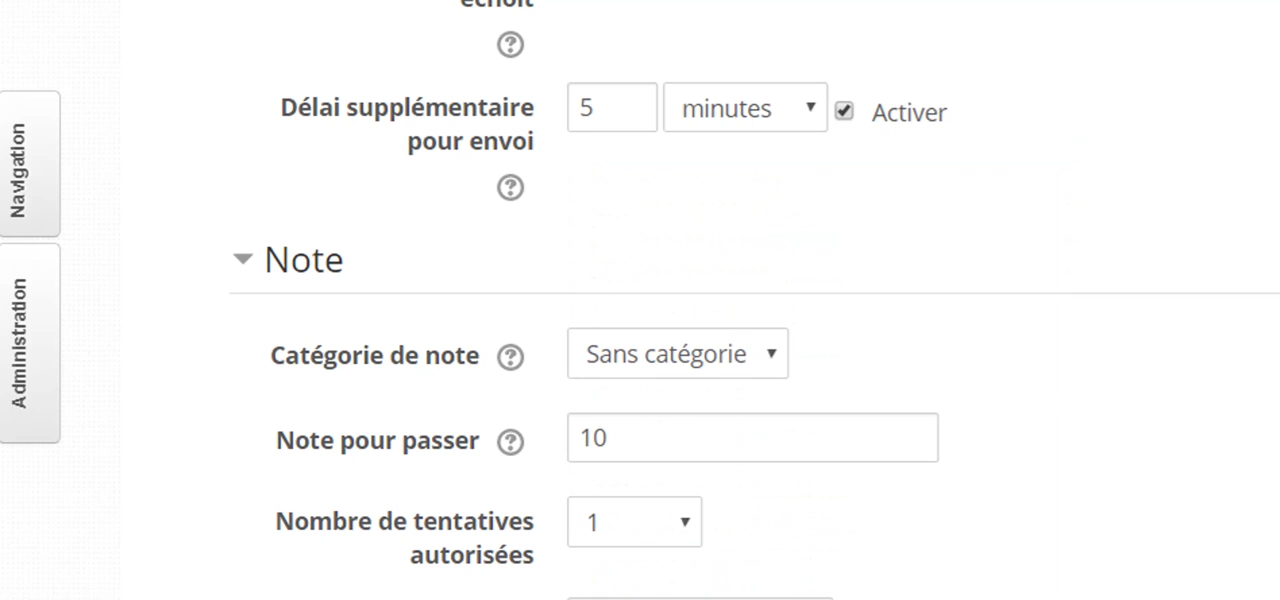 échoit
Délai supplémentaire
pour envoi
5
minutes
Activer
Navigation
Note
Administration
Catégorie de note
Sans catégorie
Note pour passer
10
Nombre de tentatives
autorisées
1